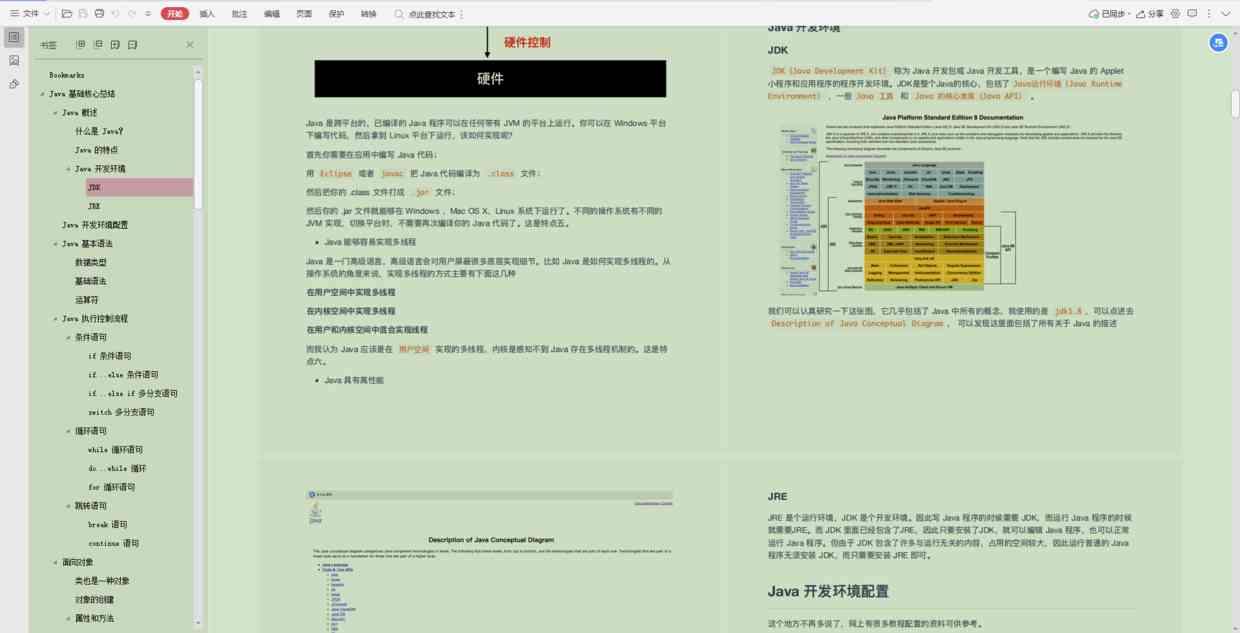 文件
开始
插入
批注
编辑
页面
保护
转换
点此查找文本
已同步
分享
书签
Bookmarks
Java 基础核心总结
Java 概述
什么是 Java?
Java 的特点
Java 开发环境
JDK
JRE
Java 开发环境配置
Java 基本语法
数据类型
基础语法
运算符
Java 执行控制流程
条件语句
if 条件语句
if...else 条件语句
if...else if 多分支语句
switch 多分支语句
循环语句
while 循环语句
do...while 循环
for 循环语句
跳转语句
break 语句
continue 语句
面向对象
类也是一种对象
对象的创建
属性和方法
硬件控制
硬件
Java 是跨平台的，已编译的 Java 程序可以在任何带有 JVM 的平台上运行。你可以在 Windows 平台
下编写代码，然后拿到 Linux 平台下运行，该如何实现呢?
首先你需要在应用中编写 Java 代码；
用 Eclipse 或者 javac 把 Java 代码编译为 .class 文件；
然后把你的 .class 文件打成 .jar 文件；
然后你的 .jar 文件就能够在 Windows 、Mac OS X、Linux 系统下运行了。不同的操作系统有不同的
JVM 实现，切换平台时，不需要再次编译你的 Java 代码了。这是特点五。
• Java 能够容易实现多线程
Java 是一门高级语言，高级语言会对用户屏蔽很多底层实现细节。比如 Java 是如何实现多线程的。从
操作系统的角度来说，实现多线程的方式主要有下面这几种
在用户空间中实现多线程
在内核空间中实现多线程
在用户和内核空间中混合实现多线程
而我认为 Java 应该是在 用户空间 实现的多线程，内核是感知不到 Java 存在多线程机制的。这是特
点六。
• Java 具有高性能
Java 开发环境
JDK
JDK (Java Development Kit) 称为 Java 开发包或 Java 开发工具，是一个编写 Java 的 Applet
小程序和应用程序的程序开发环境。JDK是整个Java的核心，包括了 Java运行环境 (Java Runtime
Environment) ，一些 Java 工具 和 Java 的核心类库 (Java API) 。
Java Platform Standard Edition 8 Documentation
我们可以认真研究一下这张图，它几乎包括了 Java 中所有的概念，我使用的是 jdk1.8 ，可以点进去
Description of Java Conceptual Diagram ， 可以发现这里面包括了所有关于 Java 的描述
Description of Java Conceptual Diagram
JRE
JRE 是个运行环境，JDK 是个开发环境。因此写 Java 程序的时候需要 JDK，而运行 Java 程序的时候
就需要JRE。而 JDK 里面已经包含了JRE，因此只要安装了JDK，就可以编辑 Java 程序，也可以正常
运行 Java 程序。但由于 JDK 包含了许多与运行无关的内容，占用的空间较大，因此运行普通的 Java
程序无须安装 JDK，而只需要安装 JRE 即可。
Java 开发环境配置
这个地方不再多说了，网上有很多教程配置的资料可供参考。